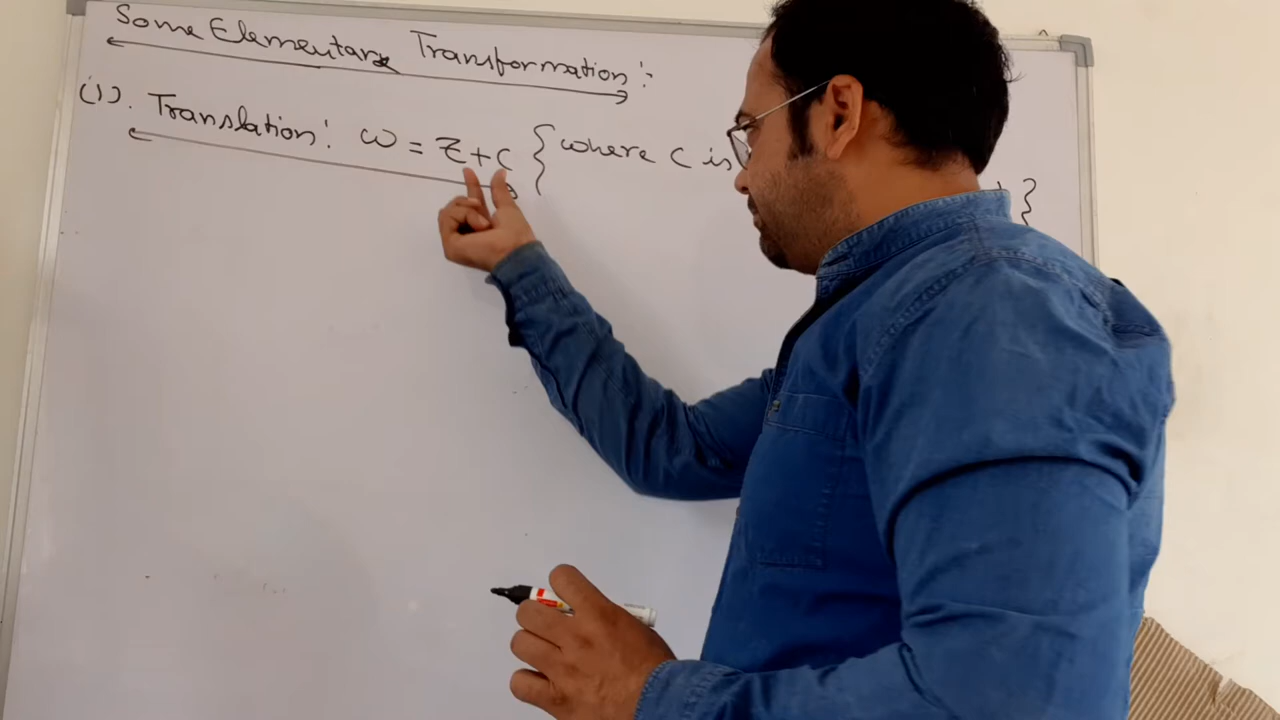 Some Elementary Transformation:-
(1). Translation: w = z + c { where c is }